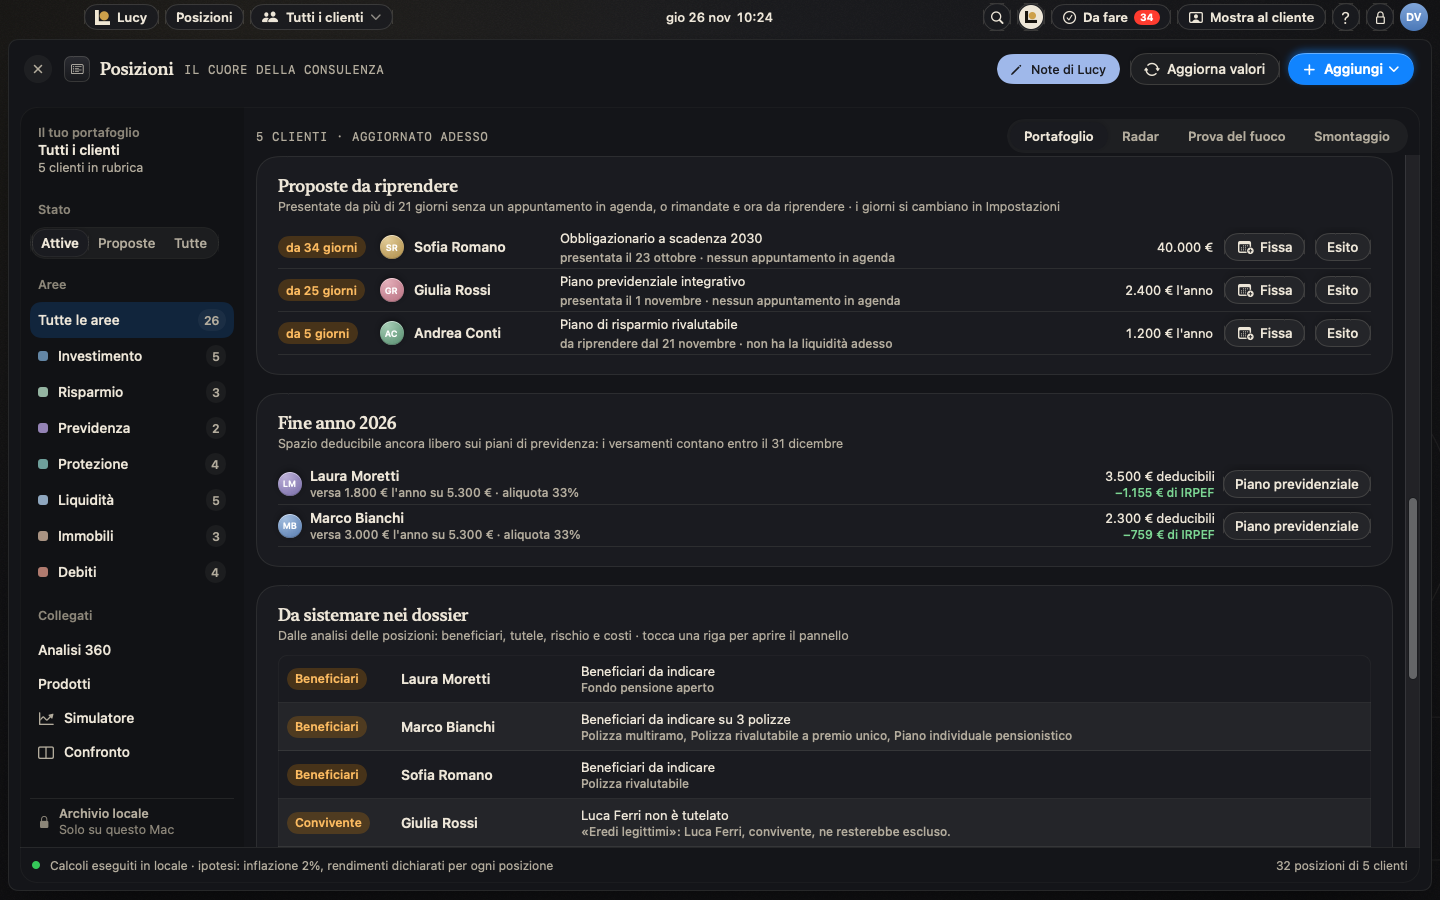 Lucy
Posizioni
Tutti i clienti
gio 26 nov 10:24
Da fare 34
Mostra al cliente
?
DV
Posizioni IL CUORE DELLA CONSULENZA
Note di Lucy
Aggiorna valori
Aggiungi
Il tuo portafoglio
Tutti i clienti
5 clienti in rubrica
Stato
Attive Proposte Tutte
Aree
Tutte le aree 26
Investimento 5
Risparmio 3
Previdenza 2
Protezione 4
Liquidità 5
Immobili 3
Debiti 4
Collegati
Analisi 360
Prodotti
Simulatore
Confronto
Archivio locale
Solo su questo Mac
5 CLIENTI · AGGIORNATO ADESSO
Portafoglio Radar Prova del fuoco Smontaggio
Proposte da riprendere
Presentate da più di 21 giorni senza un appuntamento in agenda, o rimandate e ora da riprendere · i giorni si cambiano in Impostazioni
da 34 giorni SR Sofia Romano
Obbligazionario a scadenza 2030
presentata il 23 ottobre · nessun appuntamento in agenda
40.000 € Fissa Esito
da 25 giorni GR Giulia Rossi
Piano previdenziale integrativo
presentata il 1 novembre · nessun appuntamento in agenda
2.400 € l'anno Fissa Esito
da 5 giorni AC Andrea Conti
Piano di risparmio rivalutabile
da riprendere dal 21 novembre · non ha la liquidità adesso
1.200 € l'anno Fissa Esito
Fine anno 2026
Spazio deducibile ancora libero sui piani di previdenza: i versamenti contano entro il 31 dicembre
LM Laura Moretti
versa 1.800 € l'anno su 5.300 € · aliquota 33%
3.500 € deducibili
−1.155 € di IRPEF
Piano previdenziale
MB Marco Bianchi
versa 3.000 € l'anno su 5.300 € · aliquota 33%
2.300 € deducibili
−759 € di IRPEF
Piano previdenziale
Da sistemare nei dossier
Dalle analisi delle posizioni: beneficiari, tutele, rischio e costi · tocca una riga per aprire il pannello
Beneficiari Laura Moretti
Beneficiari da indicare
Fondo pensione aperto
Beneficiari Marco Bianchi
Beneficiari da indicare su 3 polizze
Polizza multiramo, Polizza rivalutabile a premio unico, Piano individuale pensionistico
Beneficiari Sofia Romano
Beneficiari da indicare
Polizza rivalutabile
Convivente Giulia Rossi
Luca Ferri non è tutelato
«Eredi legittimi»: Luca Ferri, convivente, ne resterebbe escluso.
Calcoli eseguiti in locale · ipotesi: inflazione 2%, rendimenti dichiarati per ogni posizione
32 posizioni di 5 clienti